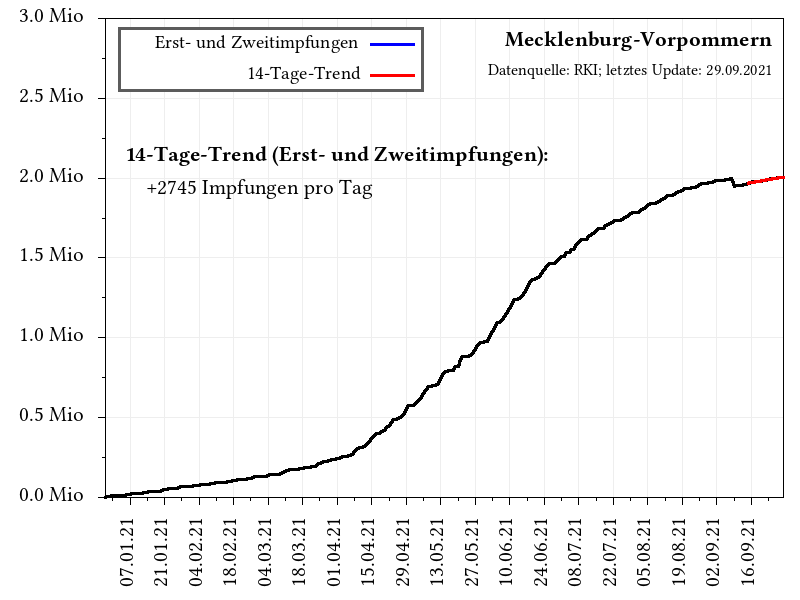 3.0 Mio
2.5 Mio
2.0 Mio
1.5 Mio
1.0 Mio
0.5 Mio
0.0 Mio
Erst- und Zweitimpfungen
14-Tage-Trend
Mecklenburg-Vorpommern
Datenquelle: RKI; letztes Update: 29.09.2021
14-Tage-Trend (Erst- und Zweitimpfungen):
+2745 Impfungen pro Tag
07.01.21
21.01.21
04.02.21
18.02.21
04.03.21
18.03.21
01.04.21
15.04.21
29.04.21
13.05.21
27.05.21
10.06.21
24.06.21
08.07.21
22.07.21
05.08.21
19.08.21
02.09.21
16.09.21